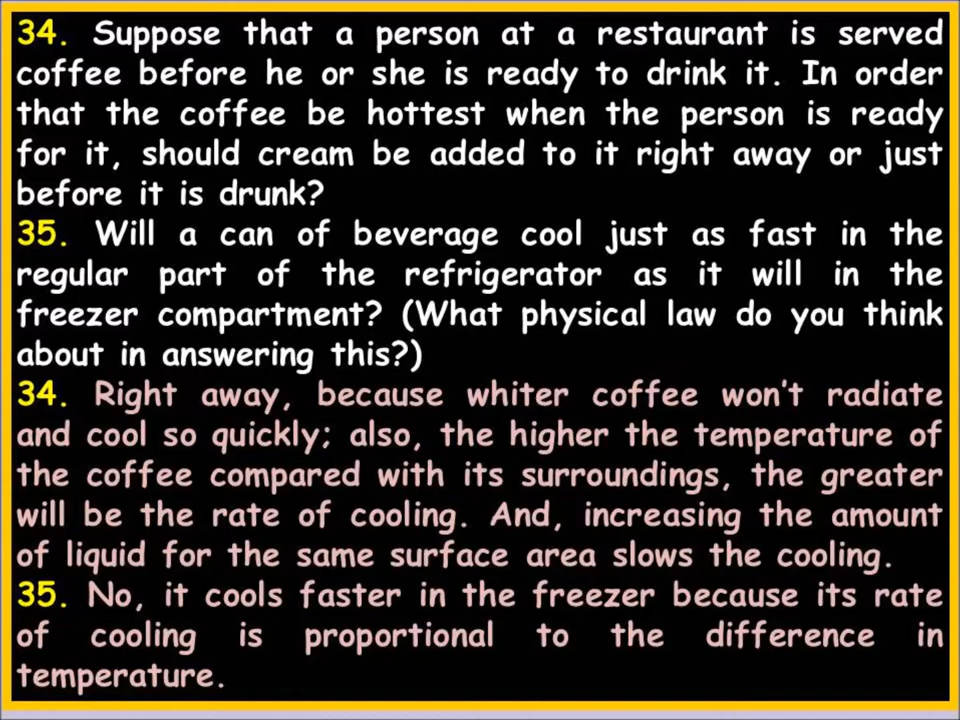 34. Suppose that a person at a restaurant is served
coffee before he or she is ready to drink it. In order
that the coffee be hottest when the person is ready
for it, should cream be added to it right away or just
before it is drunk?
35. Will a can of beverage cool just as fast in the
regular part of the refrigerator as it will in the
freezer compartment? (What physical law do you think
about in answering this?)
34. Right away, because whiter coffee won't radiate
and cool so quickly; also, the higher the temperature of
the coffee compared with its surroundings, the greater
will be the rate of cooling. And, increasing the amount
of liquid for the same surface area slows the cooling.
35. No, it cools faster in the freezer because its rate
of cooling is proportional to the difference in
temperature.